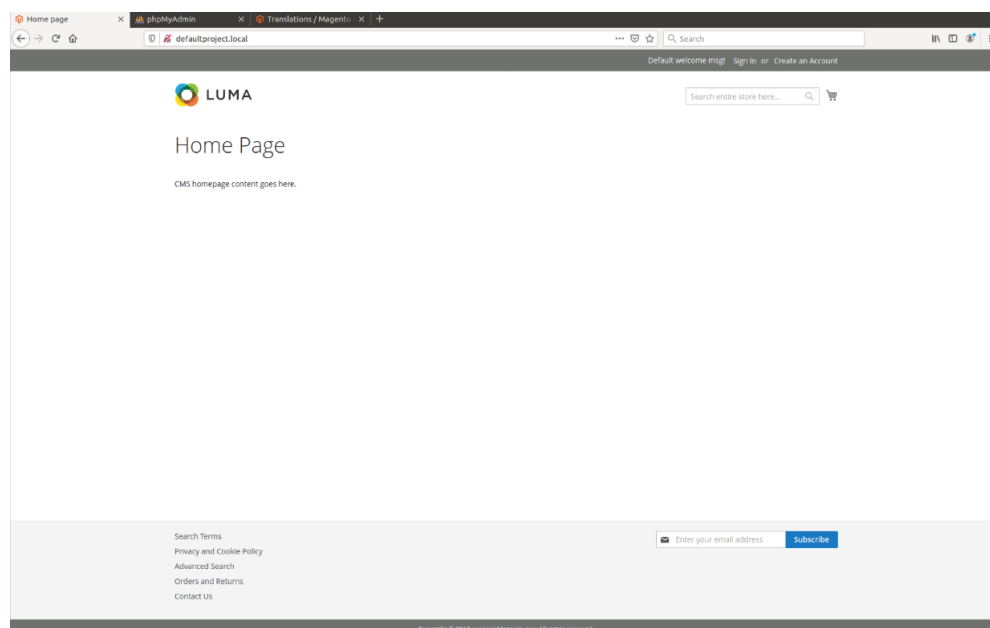 Home page
phpMyAdmin
Translations / Magento
defaultproject.local
Search
Default welcome msg! Sign In or Create an Account
LUMA
Search entire store here...
Home Page
CMS homepage content goes here.
Search Terms
Privacy and Cookie Policy
Advanced Search
Orders and Returns
Contact Us
Enter your email address
Subscribe